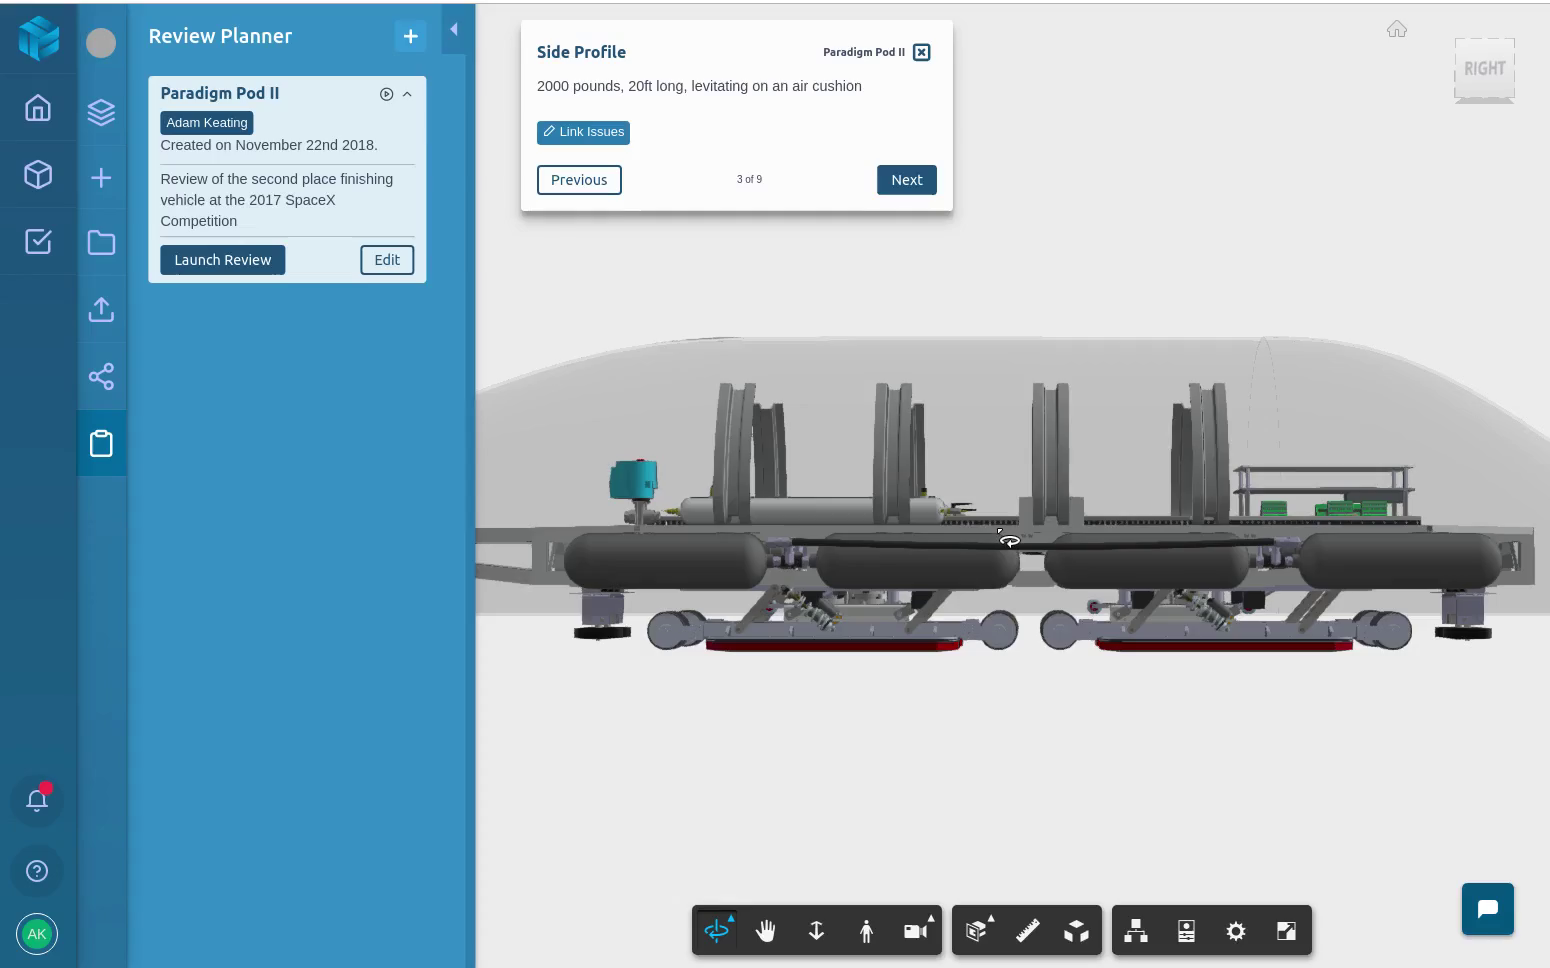 Review Planner
+
Paradigm Pod II
Adam Keating
Created on November 22nd 2018.
Review of the second place finishing
vehicle at the 2017 SpaceX
Competition
Launch Review
Edit
Side Profile
Paradigm Pod II
2000 pounds, 20ft long, levitating on an air cushion
Link Issues
Previous
3 of 9
Next
RIGHT
AK